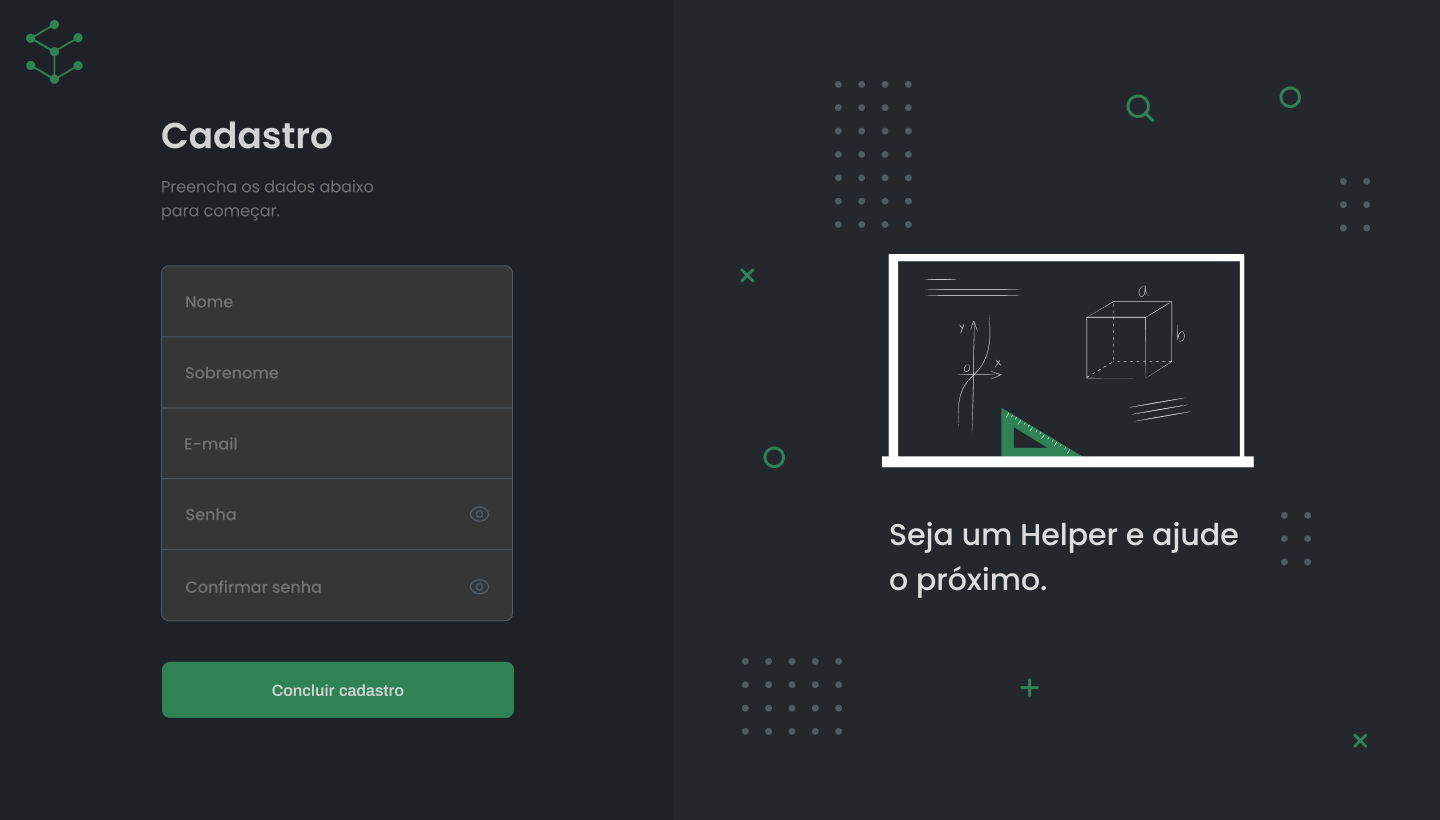 Cadastro
Preencha os dados abaixo
para começar.
Nome
Sobrenome
E-mail
Senha
Confirmar senha
Concluir cadastro
a
b
y
x
0
Seja um Helper e ajude
o próximo.